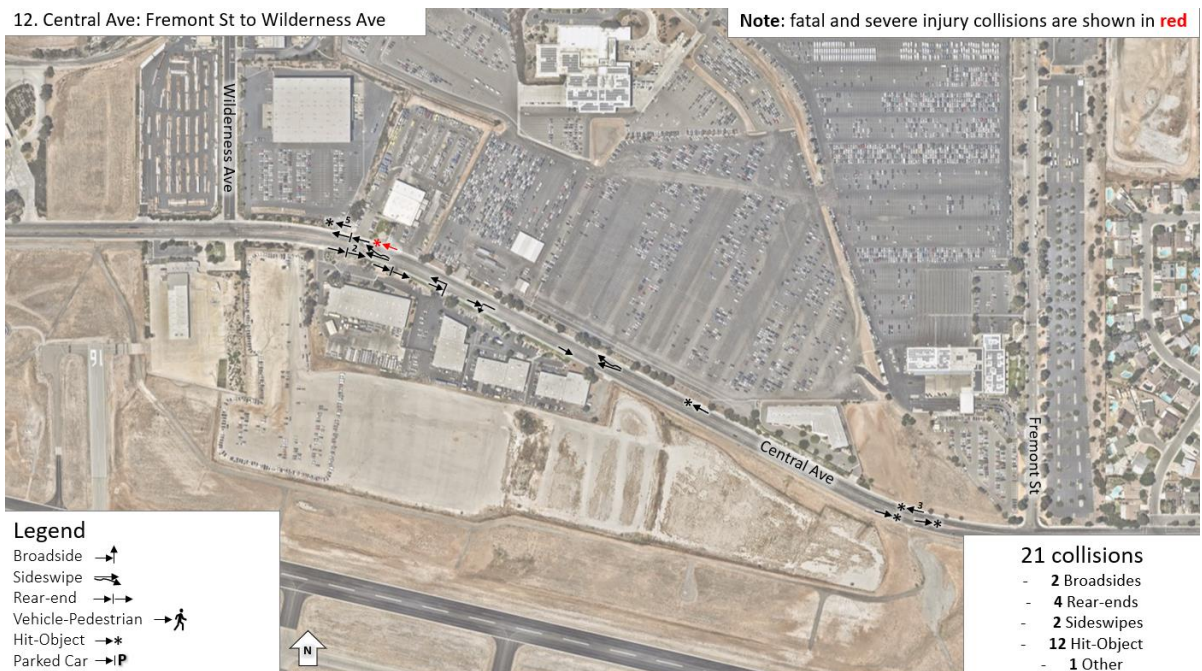 12. Central Ave: Fremont St to Wilderness Ave
Note: fatal and severe injury collisions are shown in red
Wilderness Ave
5
2
Central Ave
3
Fremont St
Legend
Broadside
Sideswipe
Rear-end
Vehicle-Pedestrian
Hit-Object
Parked Car P
N
21 collisions
- 2 Broadsides
- 4 Rear-ends
- 2 Sideswipes
- 12 Hit-Object
- 1 Other